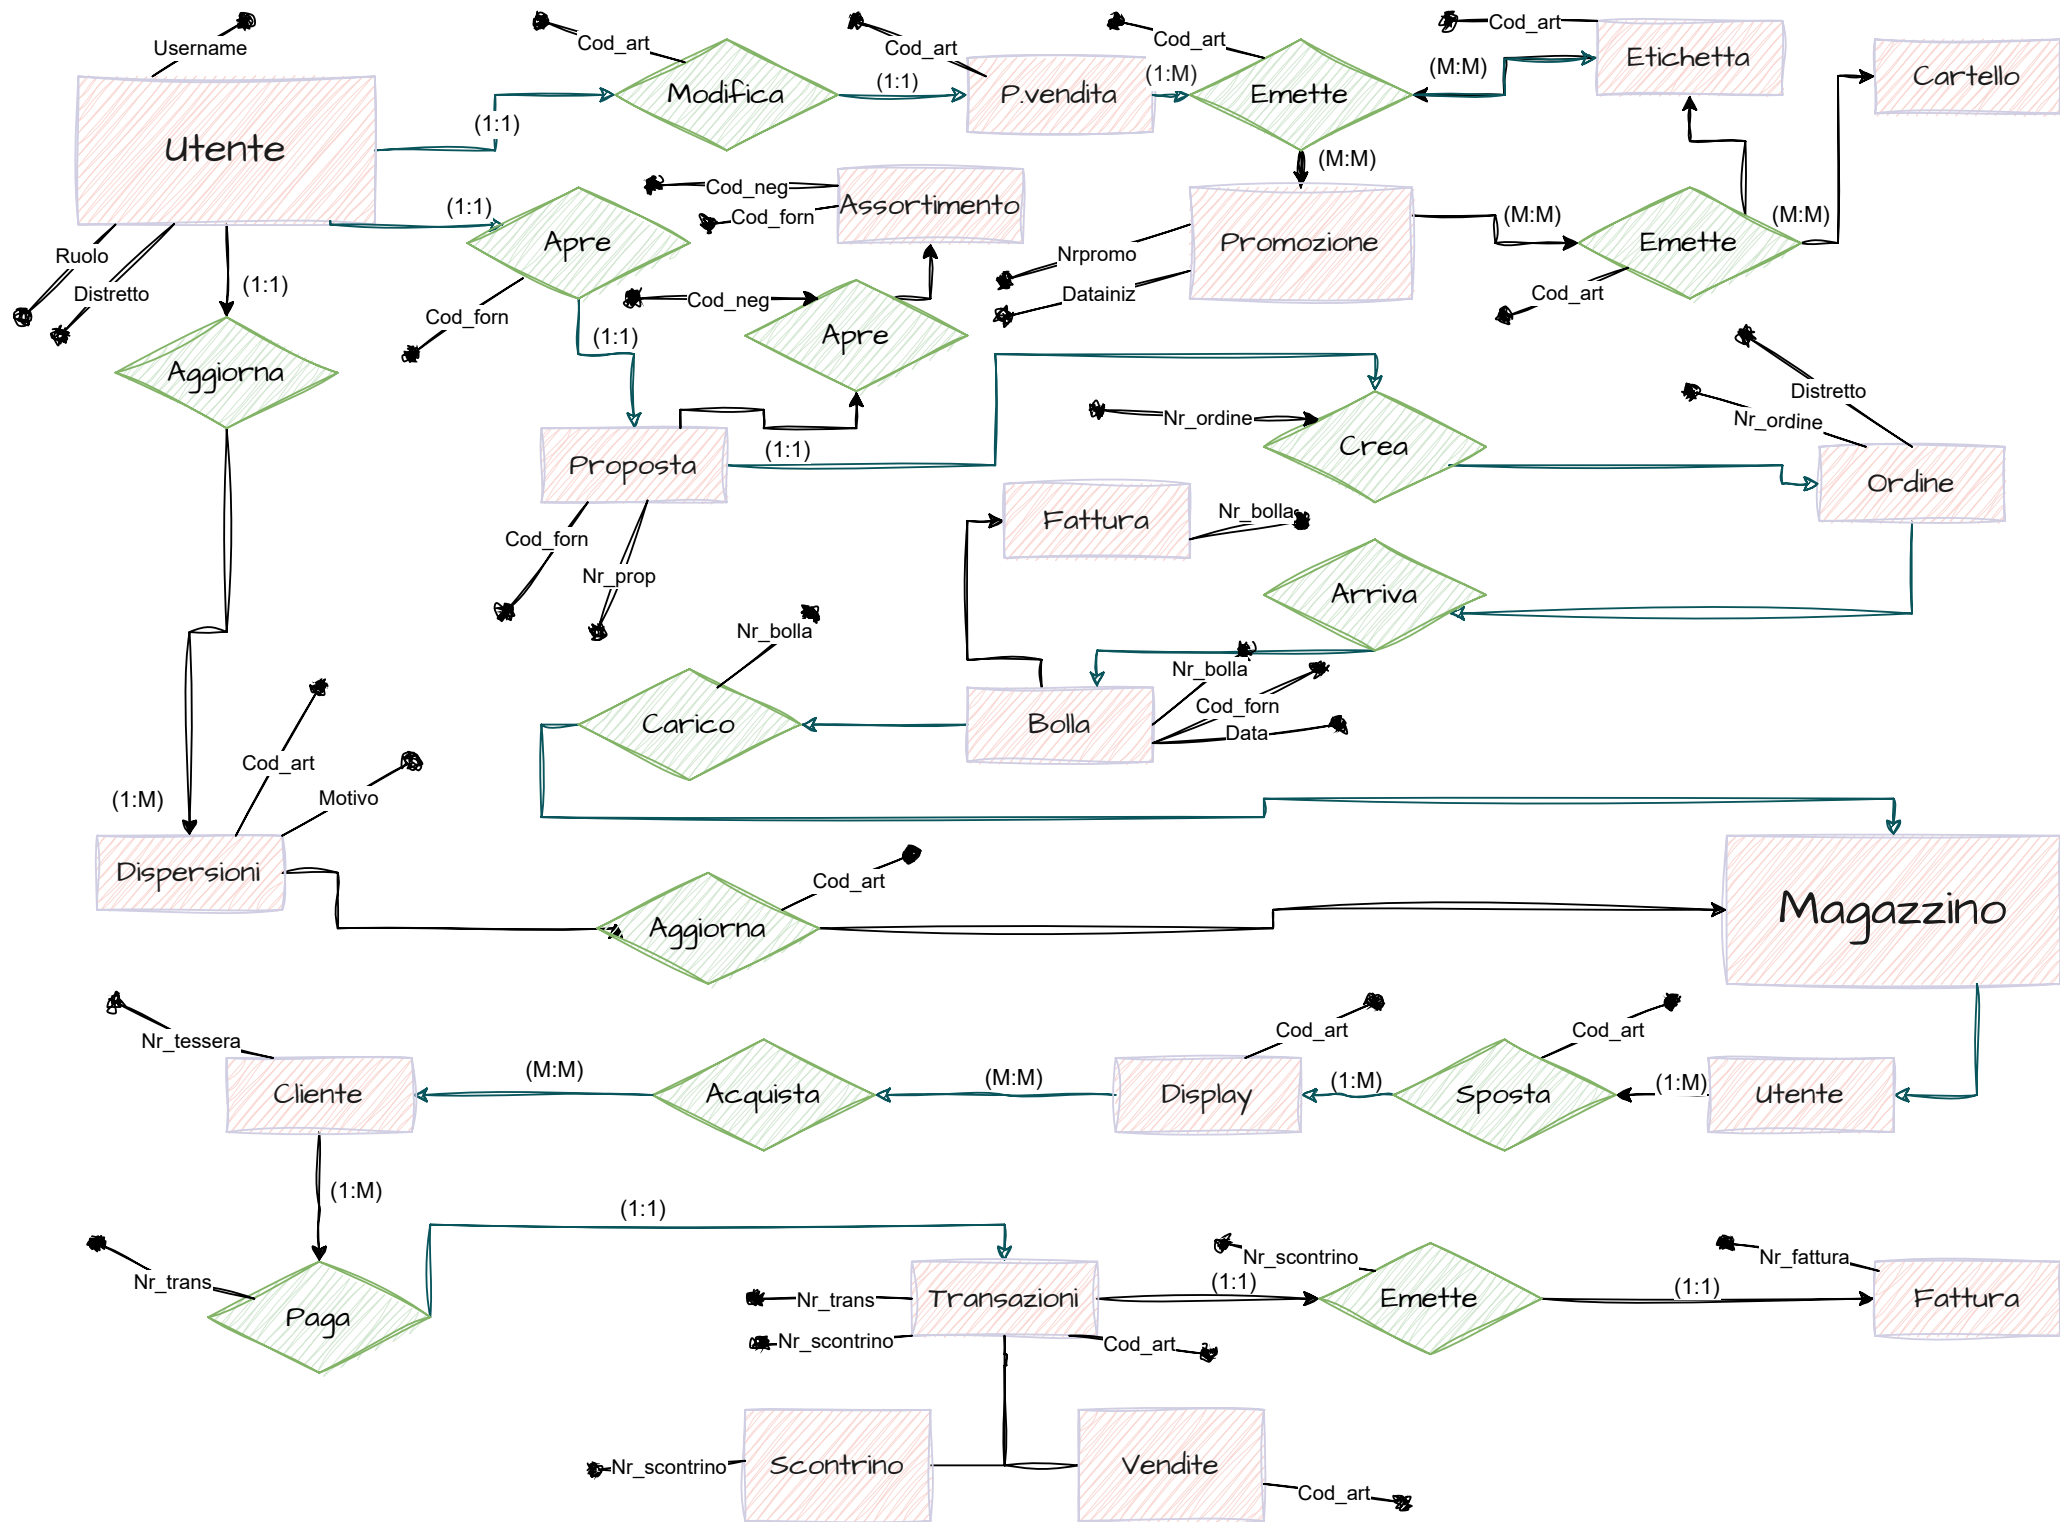 Username
Cod_art
Cod_art
Cod_art
Cod_art
Utente
Modifica
(1:1)
P.vendita
(1:M)
Emette
(M:M)
Etichetta
Cartello
(1:1)
(M:M)
Cod_neg
Cod_forn
Assortimento
(1:1)
Apre
Promozione
(M:M)
Emette
(M:M)
Ruolo
Distretto
(1:1)
Nrpromo
Datainiz
Cod_art
Cod_forn
Cod_neg
Apre
(1:1)
Aggiorna
Distretto
Nr_ordine
Nr_ordine
Crea
(1:1)
Proposta
Ordine
Fattura
Nr_bolla
Cod_forn
Nr_prop
Arriva
Nr_bolla
Nr_bolla
Cod_forn
Data
Carico
Bolla
Cod_art
Motivo
(1:M)
Dispersioni
Cod_art
Aggiorna
Magazzino
Nr_tessera
Cod_art
Cod_art
Cliente
(M:M)
Acquista
(M:M)
Display
(1:M)
Sposta
(1:M)
Utente
(1:M)
(1:1)
Nr_trans
Paga
Nr_trans
Nr_scontrino
Transazioni
Cod_art
(1:1)
Nr_scontrino
Emette
(1:1)
Nr_fattura
Fattura
Nr_scontrino
Scontrino
Vendite
Cod_art